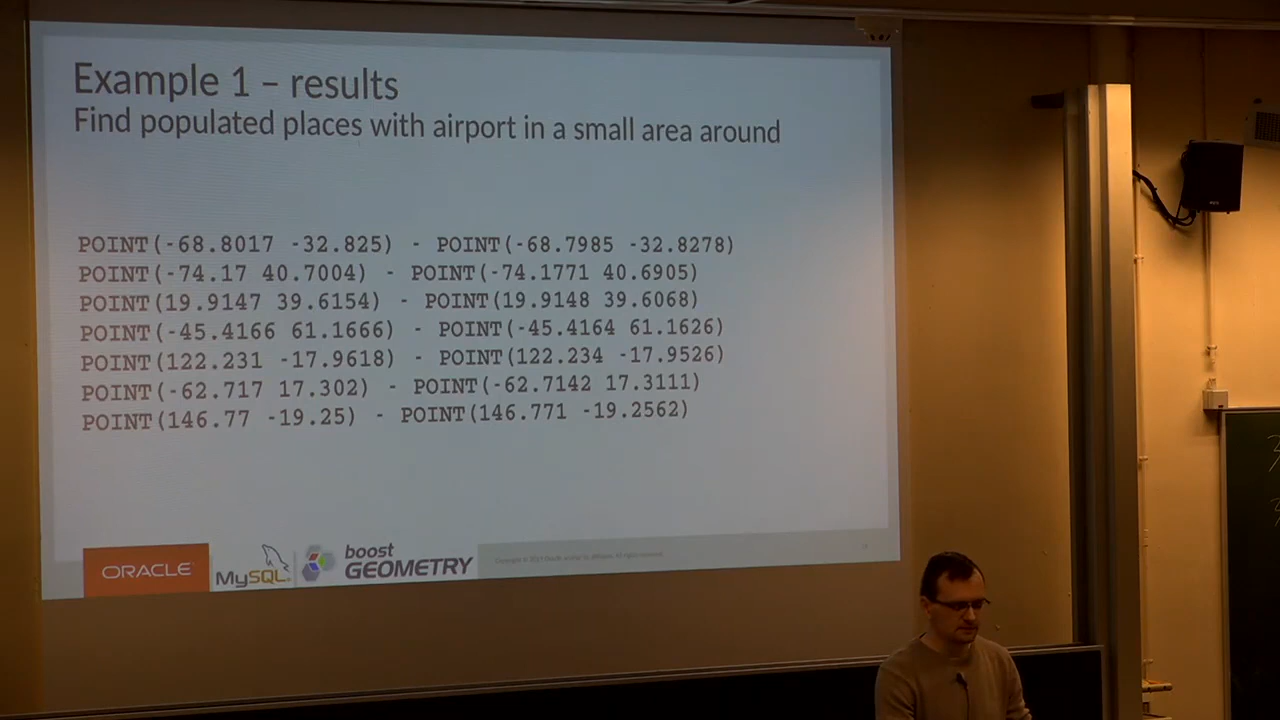 Example 1 – results
Find populated places with airport in a small area around
POINT(-68.8017 -32.825) - POINT(-68.7985 -32.8278)
POINT(-74.17 40.7004) - POINT(-74.1771 40.6905)
POINT(19.9147 39.6154) - POINT(19.9148 39.6068)
POINT(-45.4166 61.1666) - POINT(-45.4164 61.1626)
POINT(122.231 -17.9618) - POINT(122.234 -17.9526)
POINT(-62.717 17.302) - POINT(-62.7142 17.3111)
POINT(146.77 -19.25) - POINT(146.771 -19.2562)
ORACLE
MySQL
boost
GEOMETRY